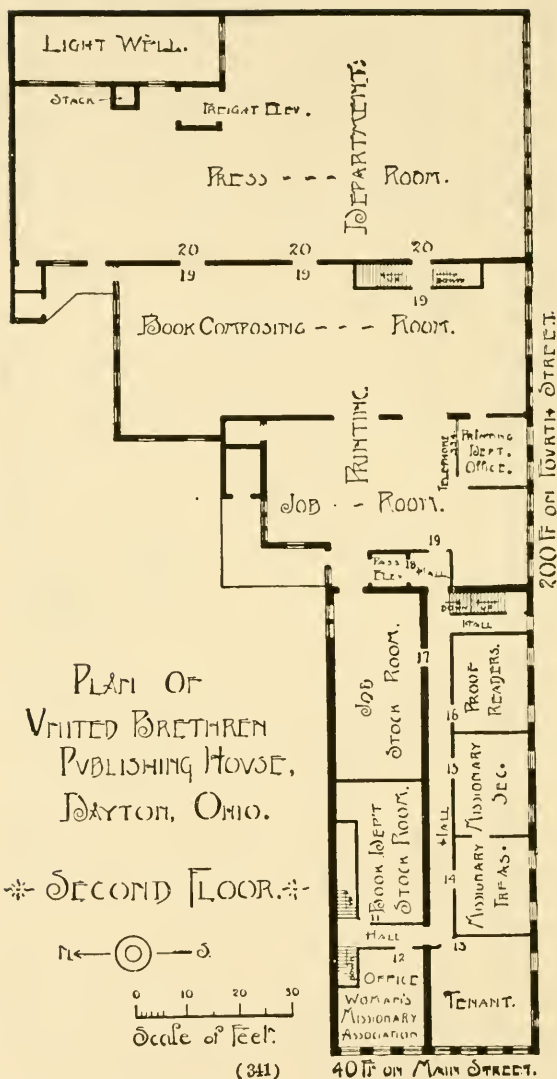 LIGHT WELL.
STACK
FREIGHT ELEV.
DEPARTMENT.
PRESS - - - ROOM.
20 20 20
19 19
UP DOWN
19
BOOK COMPOSING - - - ROOM.
PRINTING
TELEPHONE
PRINTING
DEPT.
OFFICE.
JOB - - ROOM.
200 FT ON FOURTH STREET.
19
PASS
ELEV
18
HALL
DOWN UP
HALL
17
JOB
STOCK ROOM.
PROOF
READERS.
16
PLAN OF
UNITED BRETHREN
PUBLISHING HOUSE,
DAYTON, OHIO.
15
MISSIONARY
SEC.
HALL
BOOK DEP'T
STOCK ROOM.
14
MISSIONARY
TREAS.
SECOND FLOOR.
HALL
13
N S.
DOWN
12
OFFICE
WOMAN'S
MISSIONARY
ASSOCIATION
TENANT.
0 10 20 30
Scale of Feet.
(341)
40 FT ON MAIN STREET.